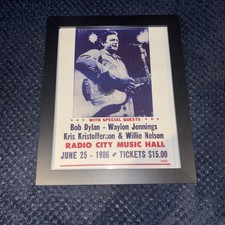 WITH SPECIAL GUESTS
Bob Dylan - Waylon Jennings
Kris Kristofferson & Willie Nelson
RADIO CITY MUSIC HALL
JUNE 25 - 1986 TICKETS $15.00